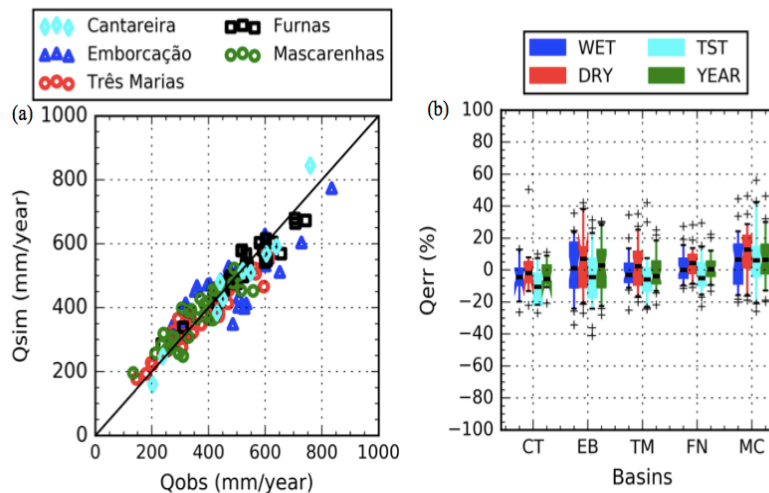 Cantareira Furnas
Emborcação Mascarenhas
Três Marias
(a)
1000
800
600
400
200
0
0 200 400 600 800 1000
Qsim (mm/year)
Qobs (mm/year)
WET TST
DRY YEAR
(b)
100
80
60
40
20
0
−20
−40
−60
−80
−100
CT EB TM FN MC
Qerr (%)
Basins